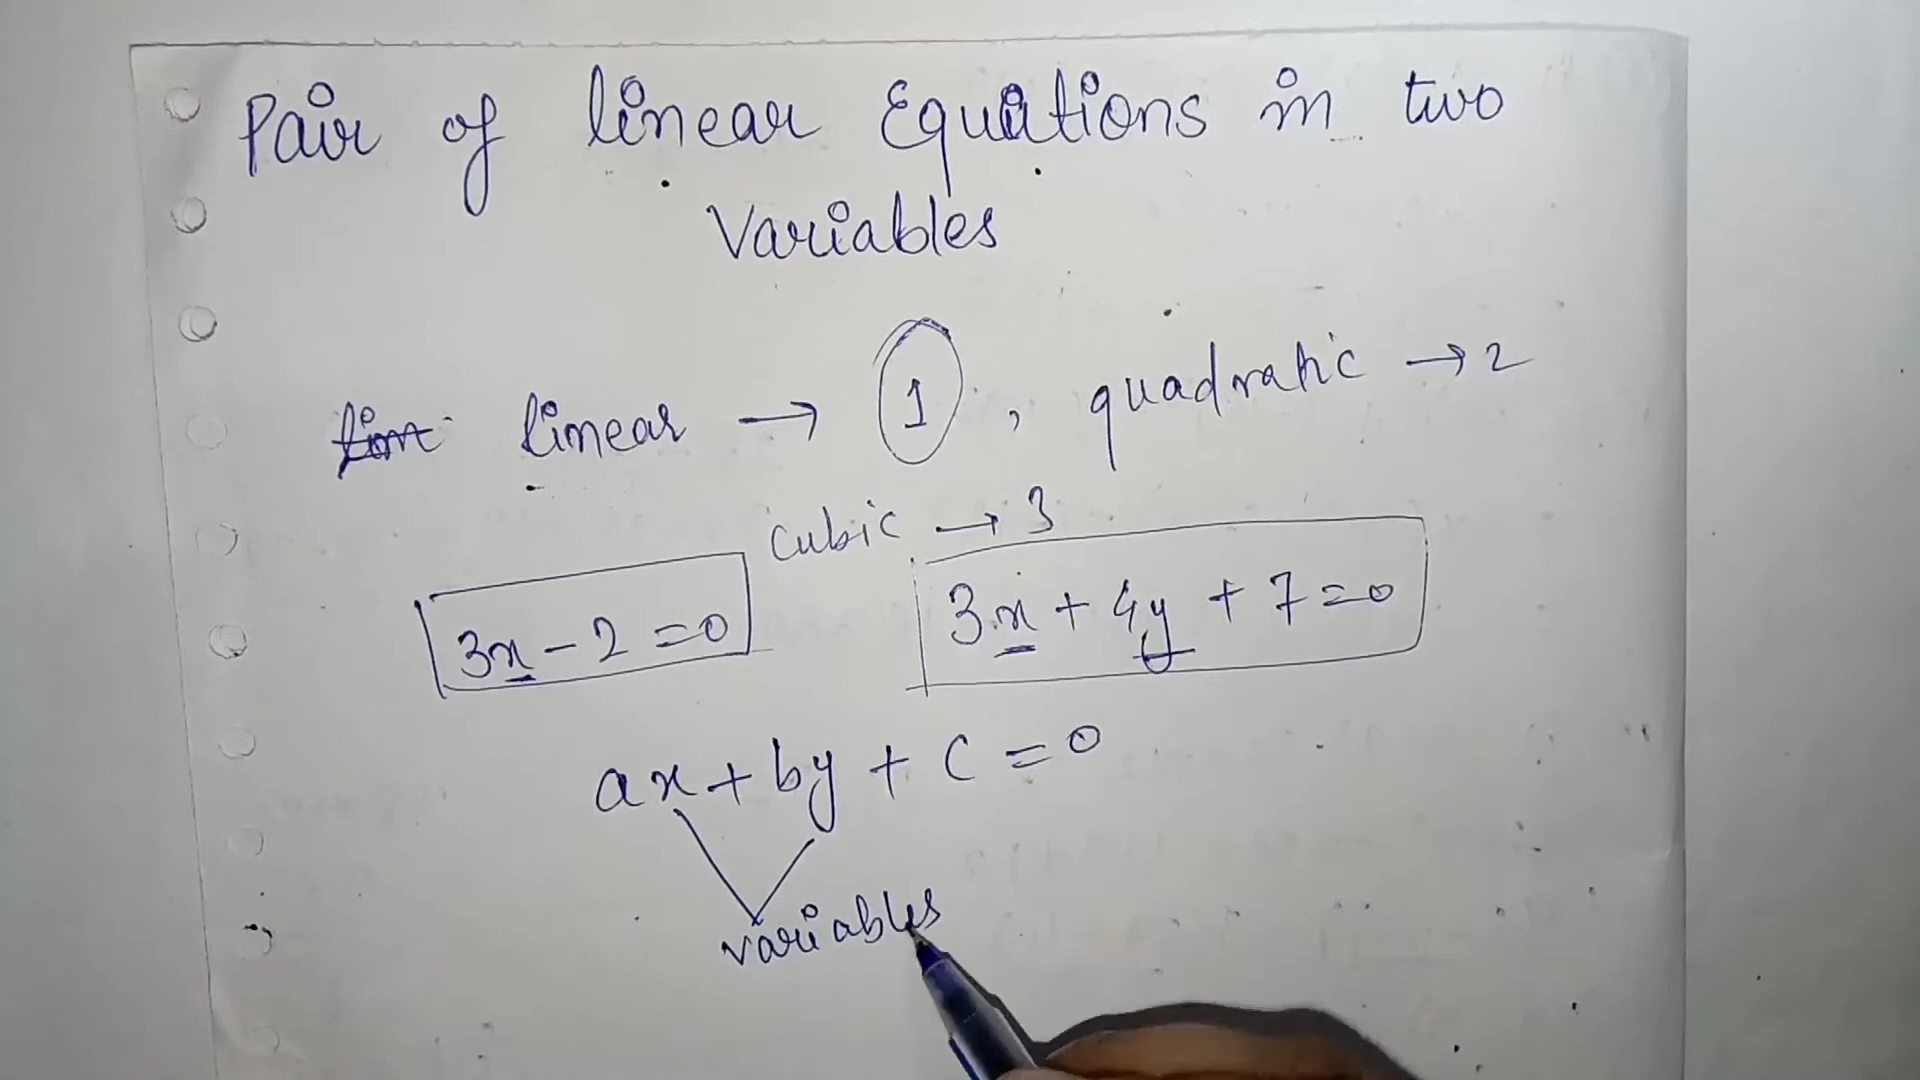 Pair of linear Equations in two
Variables
linear → 1 , quadratic → 2
cubic → 3
3x - 2 = 0
3x + 4y + 7 = 0
ax + by + c = 0
variables